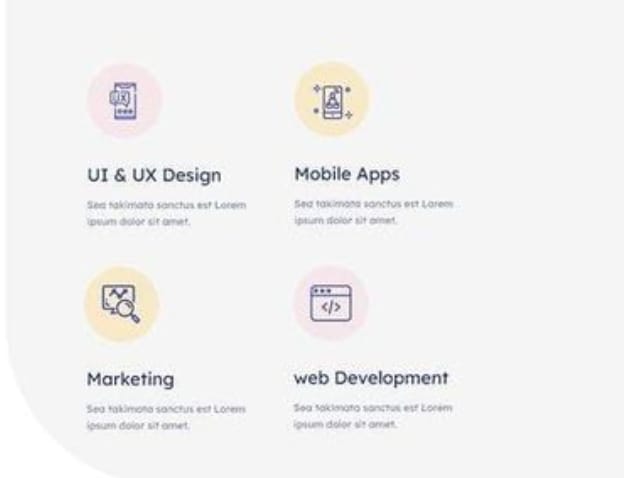 UX
UI & UX Design
Sea takimata sanctus est Lorem
ipsum dolor sit amet.
Mobile Apps
Sea takimata sanctus est Lorem
ipsum dolor sit amet.
Marketing
Sea takimata sanctus est Lorem
ipsum dolor sit amet.
</>
web Development
Sea takimata sanctus est Lorem
ipsum dolor sit amet.